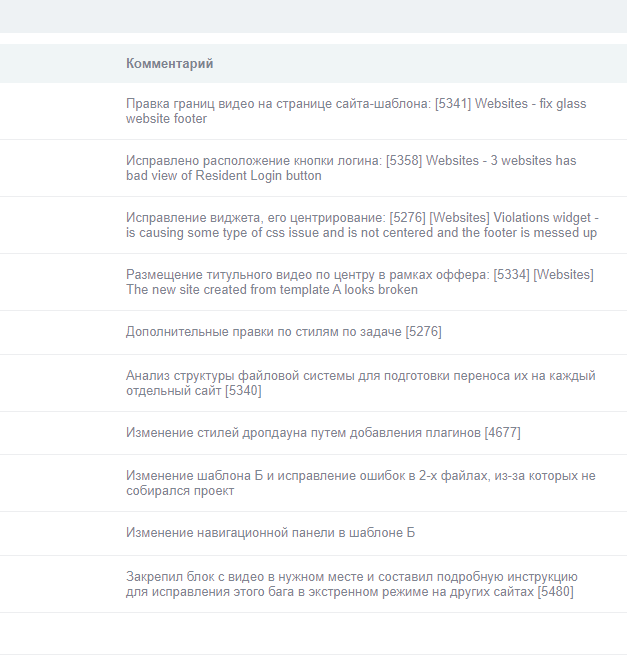 Комментарий
Правка границ видео на странице сайта-шаблона: [5341] Websites - fix glass
website footer
Исправлено расположение кнопки логина: [5358] Websites - 3 websites has
bad view of Resident Login button
Исправление виджета, его центрирование: [5276] [Websites] Violations widget -
is causing some type of css issue and is not centered and the footer is messed up
Размещение титульного видео по центру в рамках оффера: [5334] [Websites]
The new site created from template A looks broken
Дополнительные правки по стилям по задаче [5276]
Анализ структуры файловой системы для подготовки переноса их на каждый
отдельный сайт [5340]
Изменение стилей дропдауна путем добавления плагинов [4677]
Изменение шаблона Б и исправление ошибок в 2-х файлах, из-за которых не
собирался проект
Изменение навигационной панели в шаблоне Б
Закрепил блок с видео в нужном месте и составил подробную инструкцию
для исправления этого бага в экстренном режиме на других сайтах [5480]